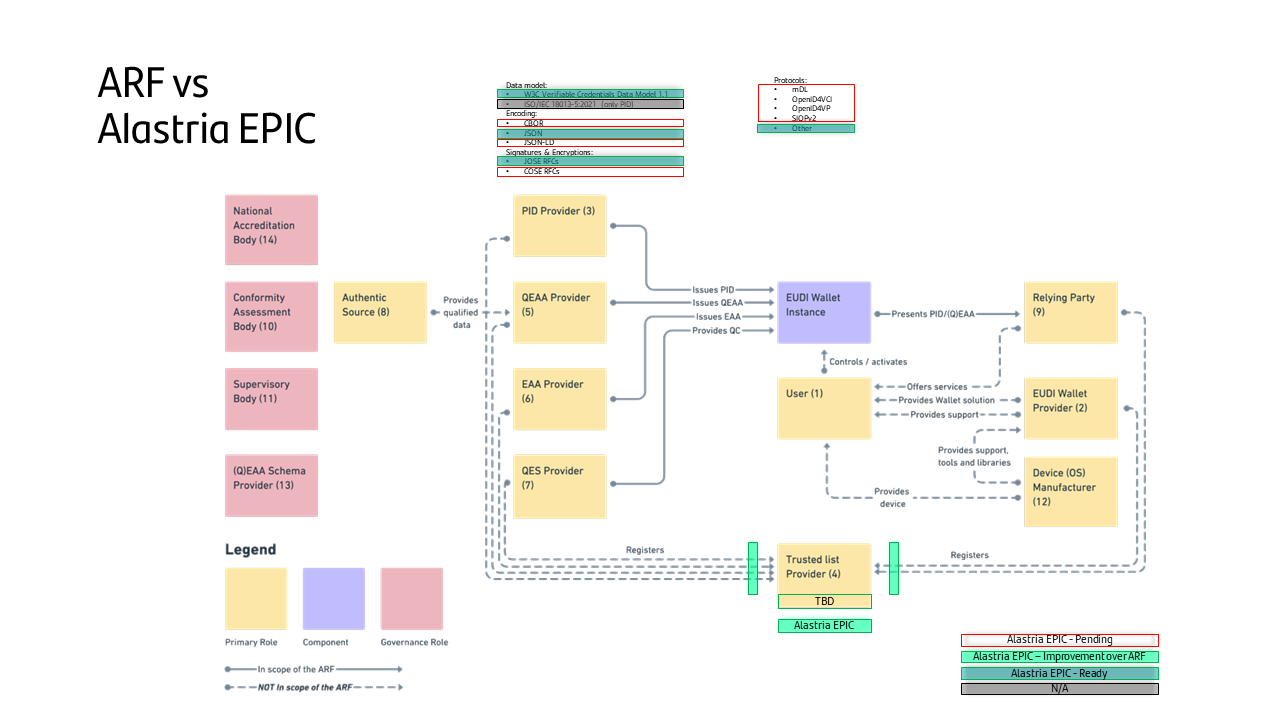 ARF vs
Alastria EPIC
Data model:
• W3C Verifiable Credentials Data Model 1.1
• ISO/IEC 18013-5:2021 (only PID)
Encoding:
• CBOR
• JSON
• JSON-LD
Signatures & Encryptions:
• JOSE RFCs
• COSE RFCs
Protocols:
• mDL
• OpenID4VCI
• OpenID4VP
• SIOPv2
• Other
National
Accreditation
Body (14)
Conformity
Assessment
Body (10)
Supervisory
Body (11)
(Q)EAA Schema
Provider (13)
Authentic
Source (8)
Provides
qualified
data
PID Provider (3)
QEAA Provider
(5)
EAA Provider
(6)
QES Provider
(7)
Issues PID
Issues QEAA
Issues EAA
Provides QC
EUDI Wallet
Instance
Presents PID/(Q)EAA
Relying Party
(9)
Controls / activates
User (1)
Offers services
Provides Wallet solution
Provides support
EUDI Wallet
Provider (2)
Provides support,
tools and libraries
Device (OS)
Manufacturer
(12)
Provides
device
Registers
Trusted list
Provider (4)
Registers
TBD
Alastria EPIC
Legend
Primary Role
Component
Governance Role
In scope of the ARF
NOT In scope of the ARF
Alastria EPIC - Pending
Alastria EPIC – Improvement over ARF
Alastria EPIC - Ready
N/A